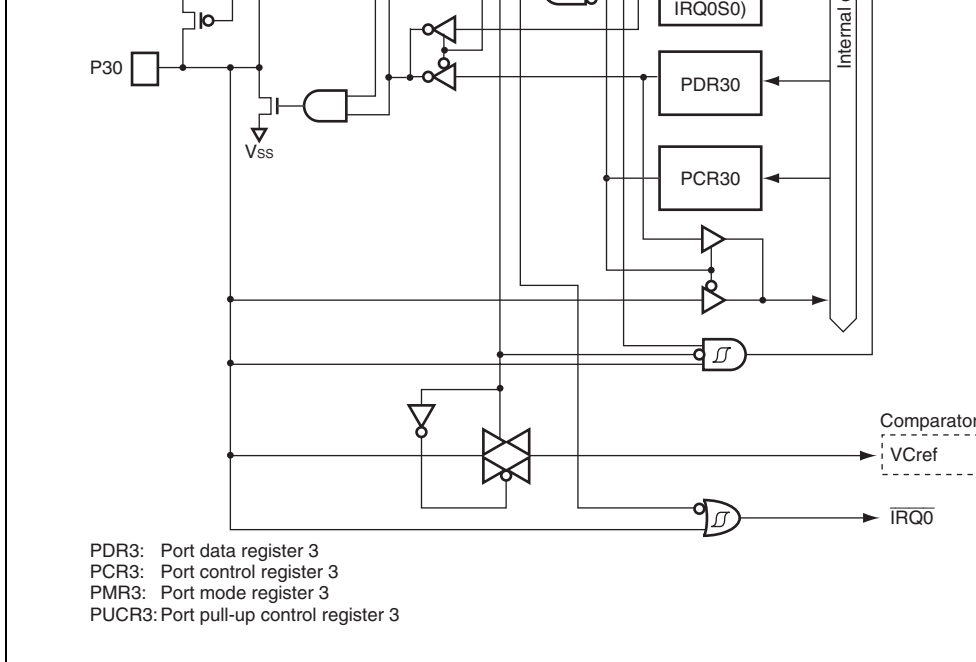 IRQ0S0)
Internal
P30
PDR30
VSS
PCR30
Comparator
VCref
IRQ0
PDR3: Port data register 3
PCR3: Port control register 3
PMR3: Port mode register 3
PUCR3: Port pull-up control register 3